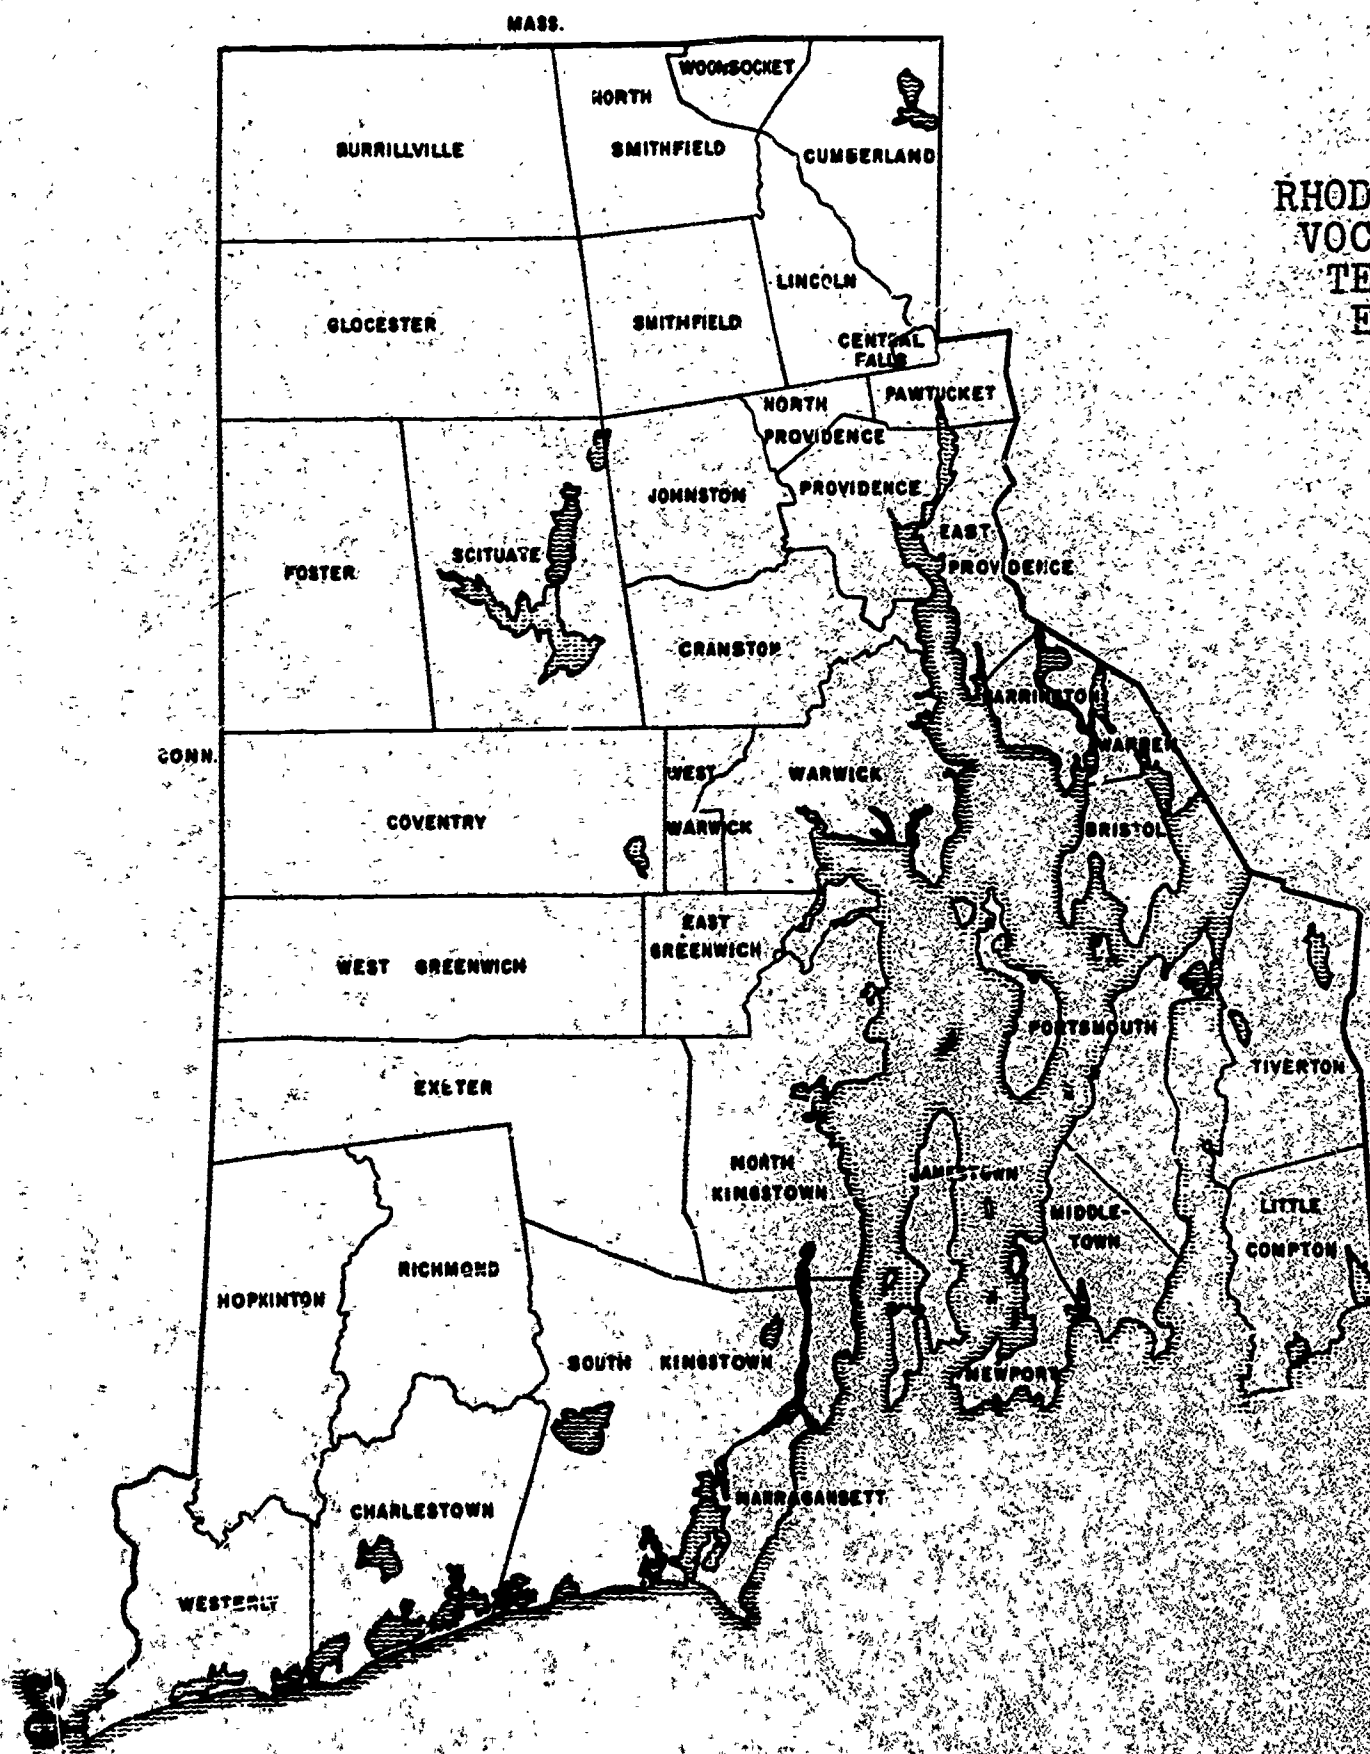 MASS.
WOONSOCKET
NORTH
SMITHFIELD
BURRILLVILLE
CUMBERLAND
RHOD
VOC
TE
E
LINCOLN
GLOCESTER
SMITHFIELD
CENTRAL
FALLS
PAWTUCKET
NORTH
PROVIDENCE
JOHNSTON
PROVIDENCE
EAST
PROVIDENCE
SCITUATE
FOSTER
CRANSTON
BARRINGTON
WARREN
CONN.
WEST
WARWICK
WARWICK
COVENTRY
BRISTOL
EAST
GREENWICH
WEST GREENWICH
PORTSMOUTH
TIVERTON
EXETER
NORTH
KINGSTOWN
JAMESTOWN
MIDDLE-
TOWN
LITTLE
COMPTON
RICHMOND
HOPKINTON
SOUTH KINGSTOWN
NEWPORT
NARRAGANSETT
CHARLESTOWN
WESTERLY